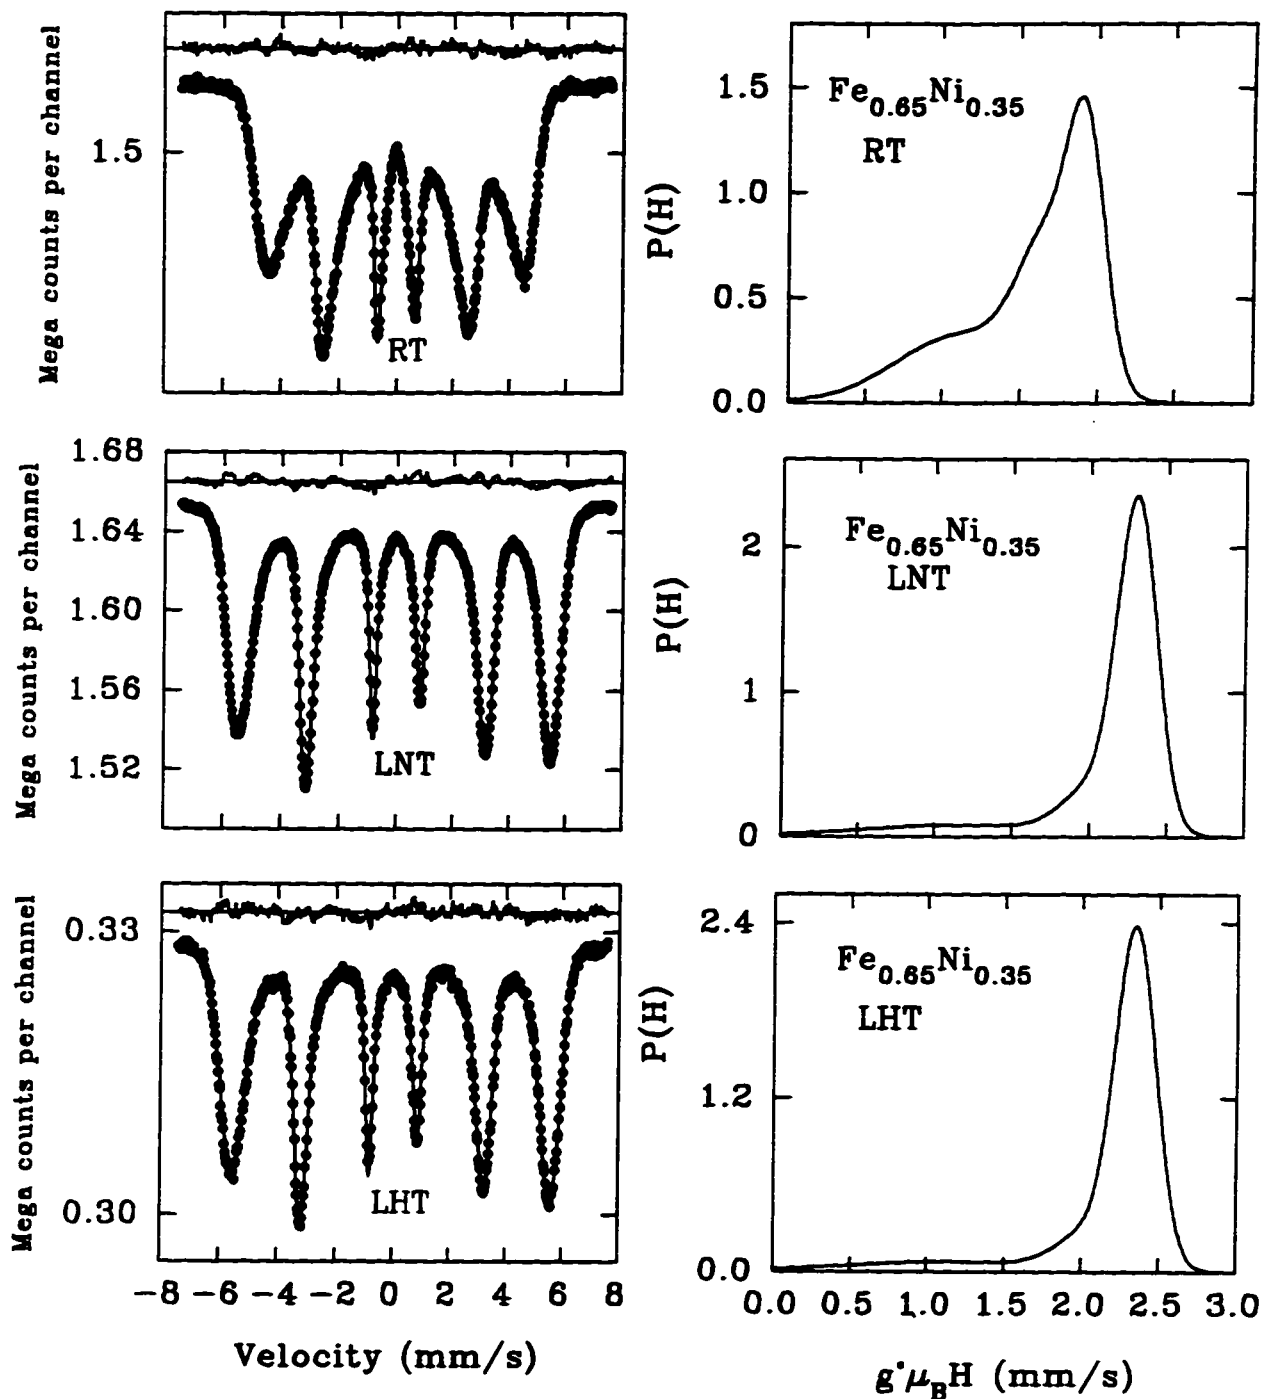 Mega counts per channel
1.5
RT
P(H)
1.5
1.0
0.5
0.0
Fe0.65Ni0.35
RT
Mega counts per channel
1.68
1.64
1.60
1.56
1.52
LNT
P(H)
2
1
0
Fe0.65Ni0.35
LNT
Mega counts per channel
0.33
0.30
LHT
-8 -6 -4 -2 0 2 4 6 8
Velocity (mm/s)
P(H)
2.4
1.2
0.0
Fe0.65Ni0.35
LHT
0.0 0.5 1.0 1.5 2.0 2.5 3.0
g'μBH (mm/s)